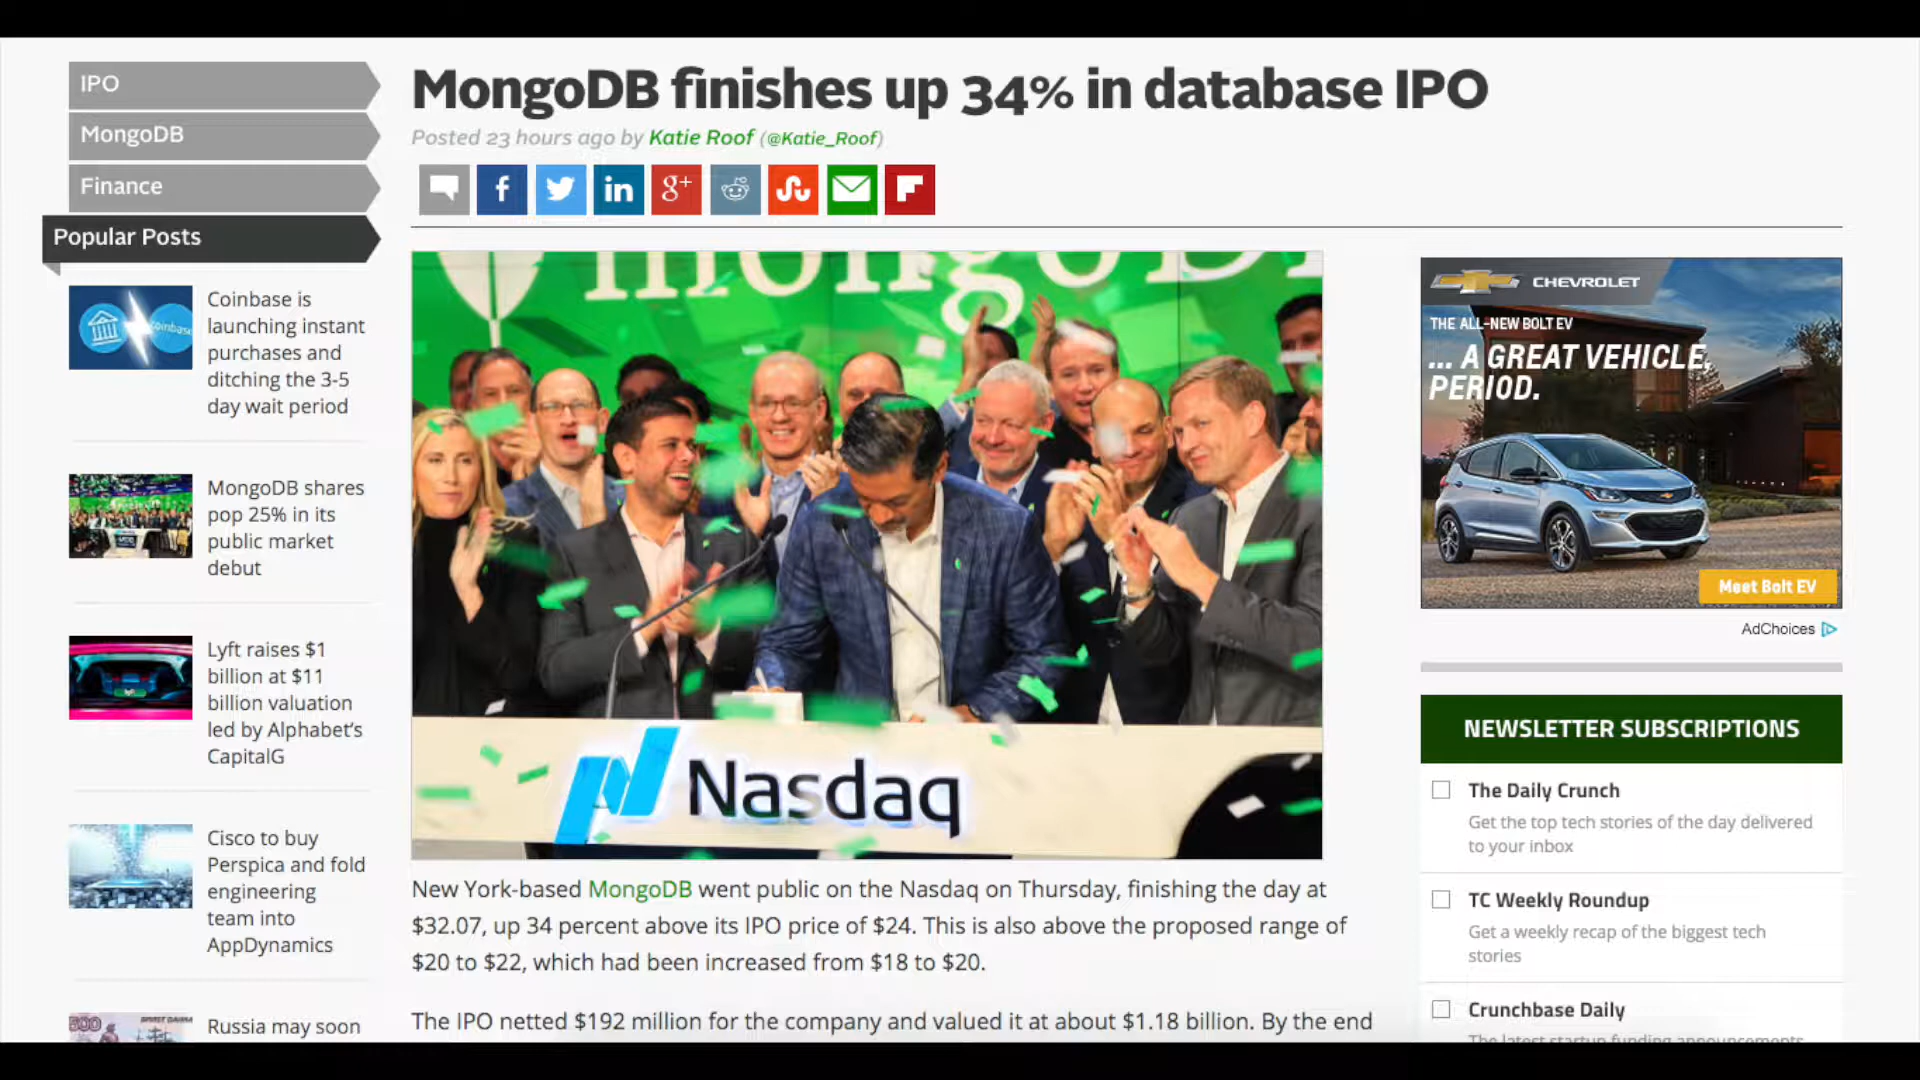 IPO
MongoDB
Finance
Popular Posts
Coinbase is
launching instant
purchases and
ditching the 3-5
day wait period
MongoDB shares
pop 25% in its
public market
debut
Lyft raises $1
billion at $11
billion valuation
led by Alphabet's
CapitalG
Cisco to buy
Perspica and fold
engineering
team into
AppDynamics
Russia may soon
MongoDB finishes up 34% in database IPO
Posted 23 hours ago by Katie Roof (@Katie_Roof)
mongoDB
Nasdaq
New York-based MongoDB went public on the Nasdaq on Thursday, finishing the day at
$32.07, up 34 percent above its IPO price of $24. This is also above the proposed range of
$20 to $22, which had been increased from $18 to $20.
The IPO netted $192 million for the company and valued it at about $1.18 billion. By the end
CHEVROLET
THE ALL-NEW BOLT EV
... A GREAT VEHICLE,
PERIOD.
Meet Bolt EV
AdChoices
NEWSLETTER SUBSCRIPTIONS
The Daily Crunch
Get the top tech stories of the day delivered
to your inbox
TC Weekly Roundup
Get a weekly recap of the biggest tech
stories
Crunchbase Daily
The latest startup funding announcements